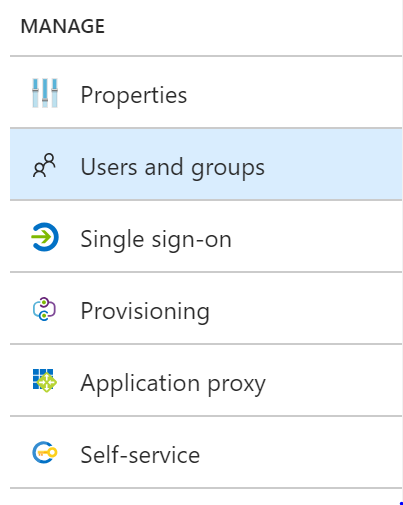 MANAGE
Properties
Users and groups
Single sign-on
Provisioning
Application proxy
Self-service